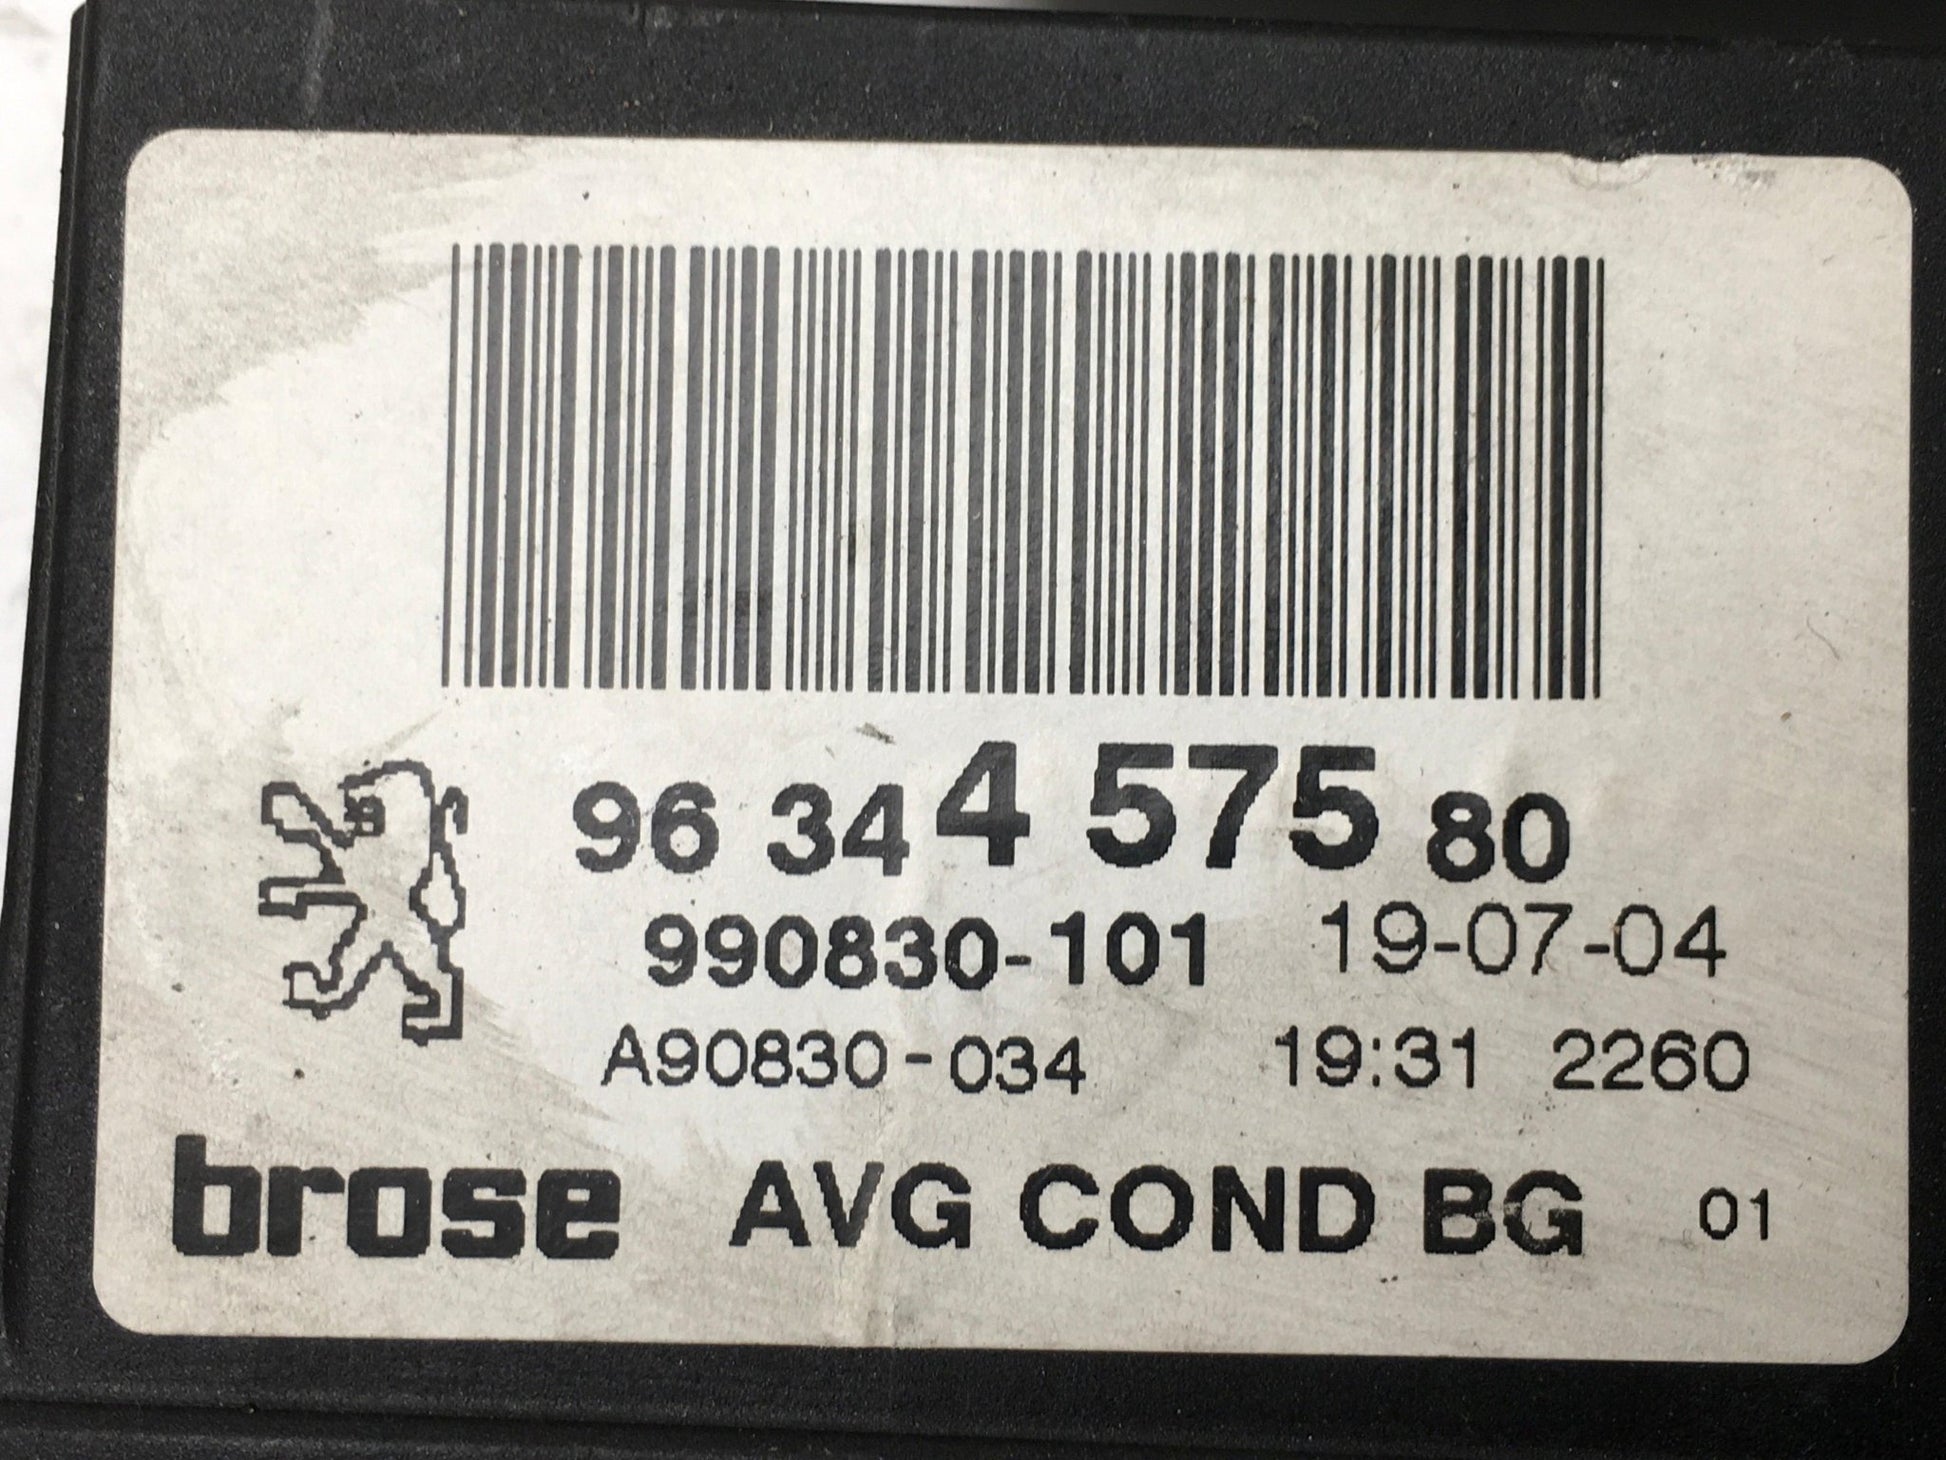 96 34 4 575 80
990830-101 19-07-04
A90830-034 19:31 2260
brose AVG COND BG 01